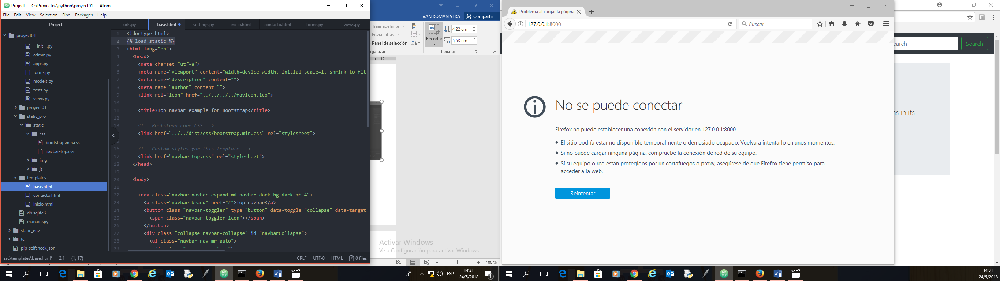 Project — C:\Proyectos\python\proyect01 — Atom
File Edit View Selection Find Packages Help
Project
proyect01
__init__.py
admin.py
apps.py
forms.py
models.py
tests.py
views.py
proyect01
static_pro
static
css
bootstrap.min.css
navbar-top.css
img
js
templates
base.html
contacto.html
inicio.html
db.sqlite3
manage.py
static_env
tcl
pip-selfcheck.json
urls.py base.html settings.py inicio.html contacto.html forms.py views.py
1 <!doctype html>
2 {% load static %}
3 <html lang="en">
4 <head>
5 <meta charset="utf-8">
6 <meta name="viewport" content="width=device-width, initial-scale=1, shrink-to-fit
7 <meta name="description" content="">
8 <meta name="author" content="">
9 <link rel="icon" href="../../../../favicon.ico">
10
11 <title>Top navbar example for Bootstrap</title>
12
13 <!-- Bootstrap core CSS -->
<link href="../../dist/css/bootstrap.min.css" rel="stylesheet">
16 <!-- Custom styles for this template -->
17 <link href="navbar-top.css" rel="stylesheet">
18 </head>
19
20 <body>
21
22 <nav class="navbar navbar-expand-md navbar-dark bg-dark mb-4">
23 <a class="navbar-brand" href="#">Top navbar</a>
24 <button class="navbar-toggler" type="button" data-toggle="collapse" data-target
25 <span class="navbar-toggler-icon"></span>
26 </button>
27 <div class="collapse navbar-collapse" id="navbarCollapse">
28 <ul class="navbar-nav mr-auto">
29 <li class="nav-item active">
src\templates\base.html* 2:1 (1, 17) CRLF UTF-8 HTML 0 files
IVAN ROMAN VERA Compartir
Traer adelante
Enviar atrás
Panel de selección
rganizar
Recortar
4,22 cm
5,53 cm
Tamaño
17
Activar Windows
Ve a Configuración para activar Windows.
100 %
Problema al cargar la página
127.0.0.1:8000
Buscar
No se puede conectar
Firefox no puede establecer una conexión con el servidor en 127.0.0.1:8000.
El sitio podría estar no disponible temporalmente o demasiado ocupado. Vuelva a intentarlo en unos momentos.
Si no puede cargar ninguna página, compruebe la conexión de red de su equipo.
Si su equipo o red están protegidos por un cortafuegos o proxy, asegúrese de que Firefox tiene permiso para
acceder a la web.
Reintentar
earch Search
ns in its
ESP
14:31
24/5/2018
1
14:31
24/5/2018